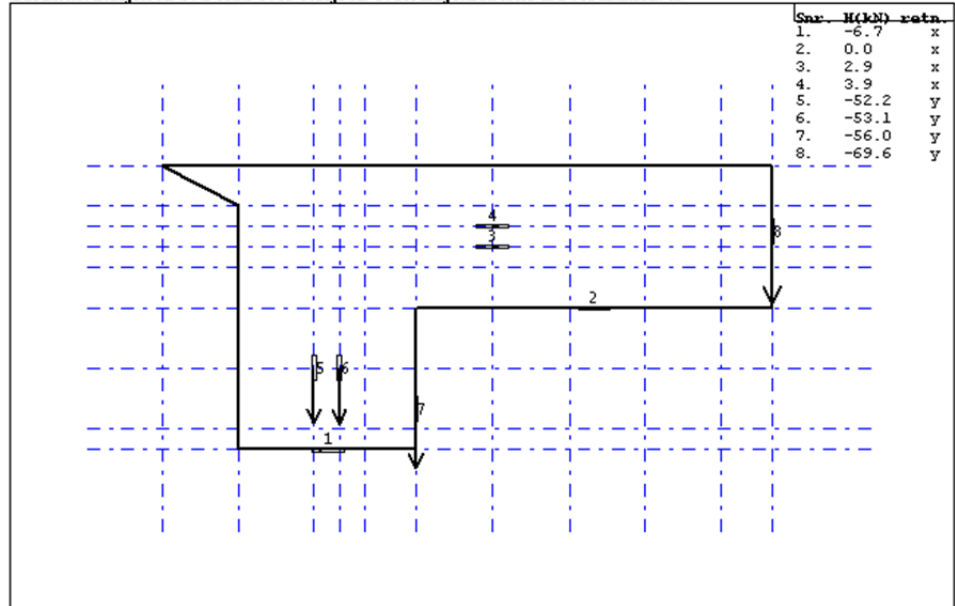 Snr. H(kN) retn.
1. -6.7 x
2. 0.0 x
3. 2.9 x
4. 3.9 x
5. -52.2 y
6. -53.1 y
7. -56.0 y
8. -69.6 y
4
3
8
2
5 6
7
1